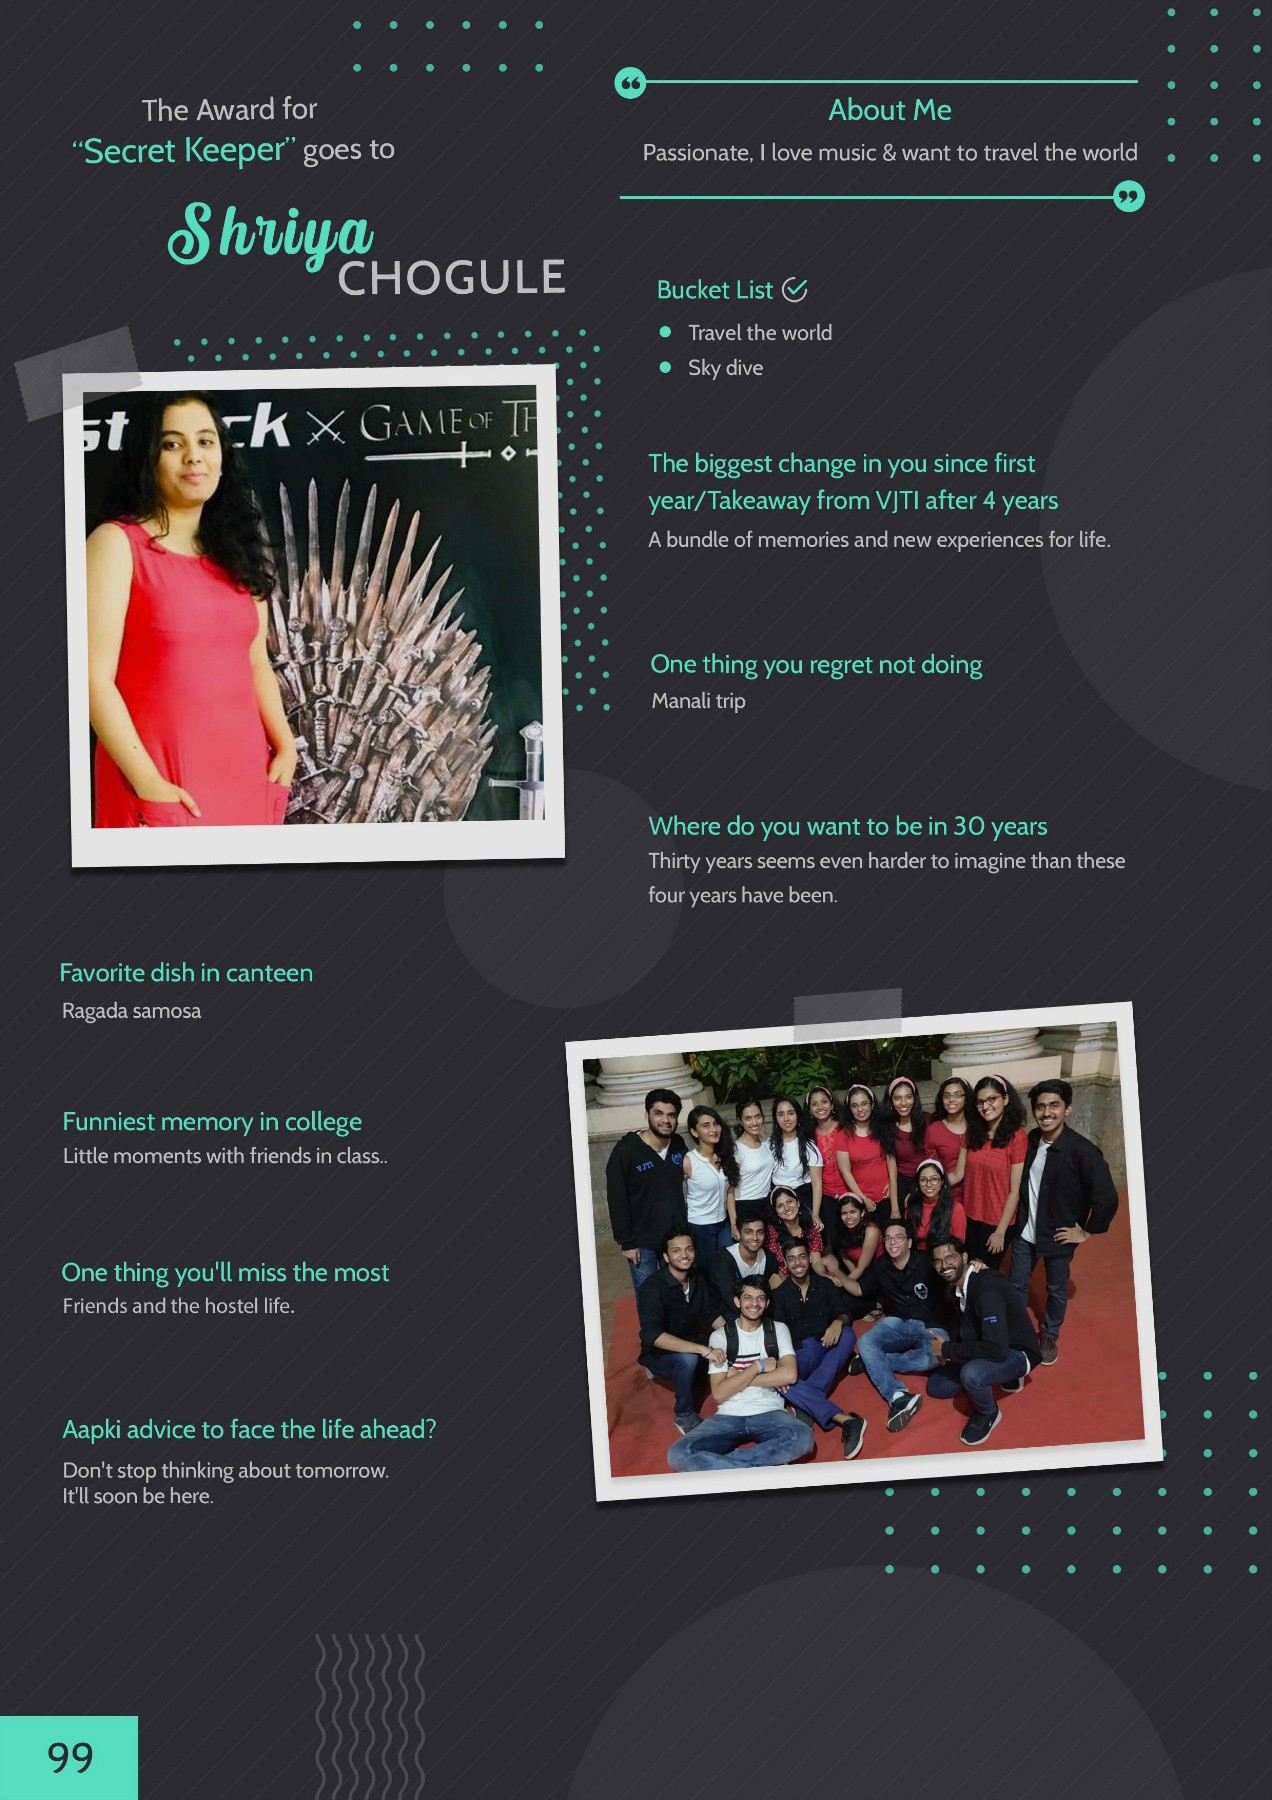 The Award for
“Secret Keeper” goes to
Shriya
CHOGULE
st ck X GAME OF TH
Favorite dish in canteen
Ragada samosa
Funniest memory in college
Little moments with friends in class..
One thing you'll miss the most
Friends and the hostel life.
Aapki advice to face the life ahead?
Don't stop thinking about tomorrow.
It'll soon be here.
About Me
Passionate, I love music & want to travel the world
Bucket List
Travel the world
Sky dive
The biggest change in you since first
year/Takeaway from VJTI after 4 years
A bundle of memories and new experiences for life.
One thing you regret not doing
Manali trip
Where do you want to be in 30 years
Thirty years seems even harder to imagine than these
four years have been.
VJTI
99